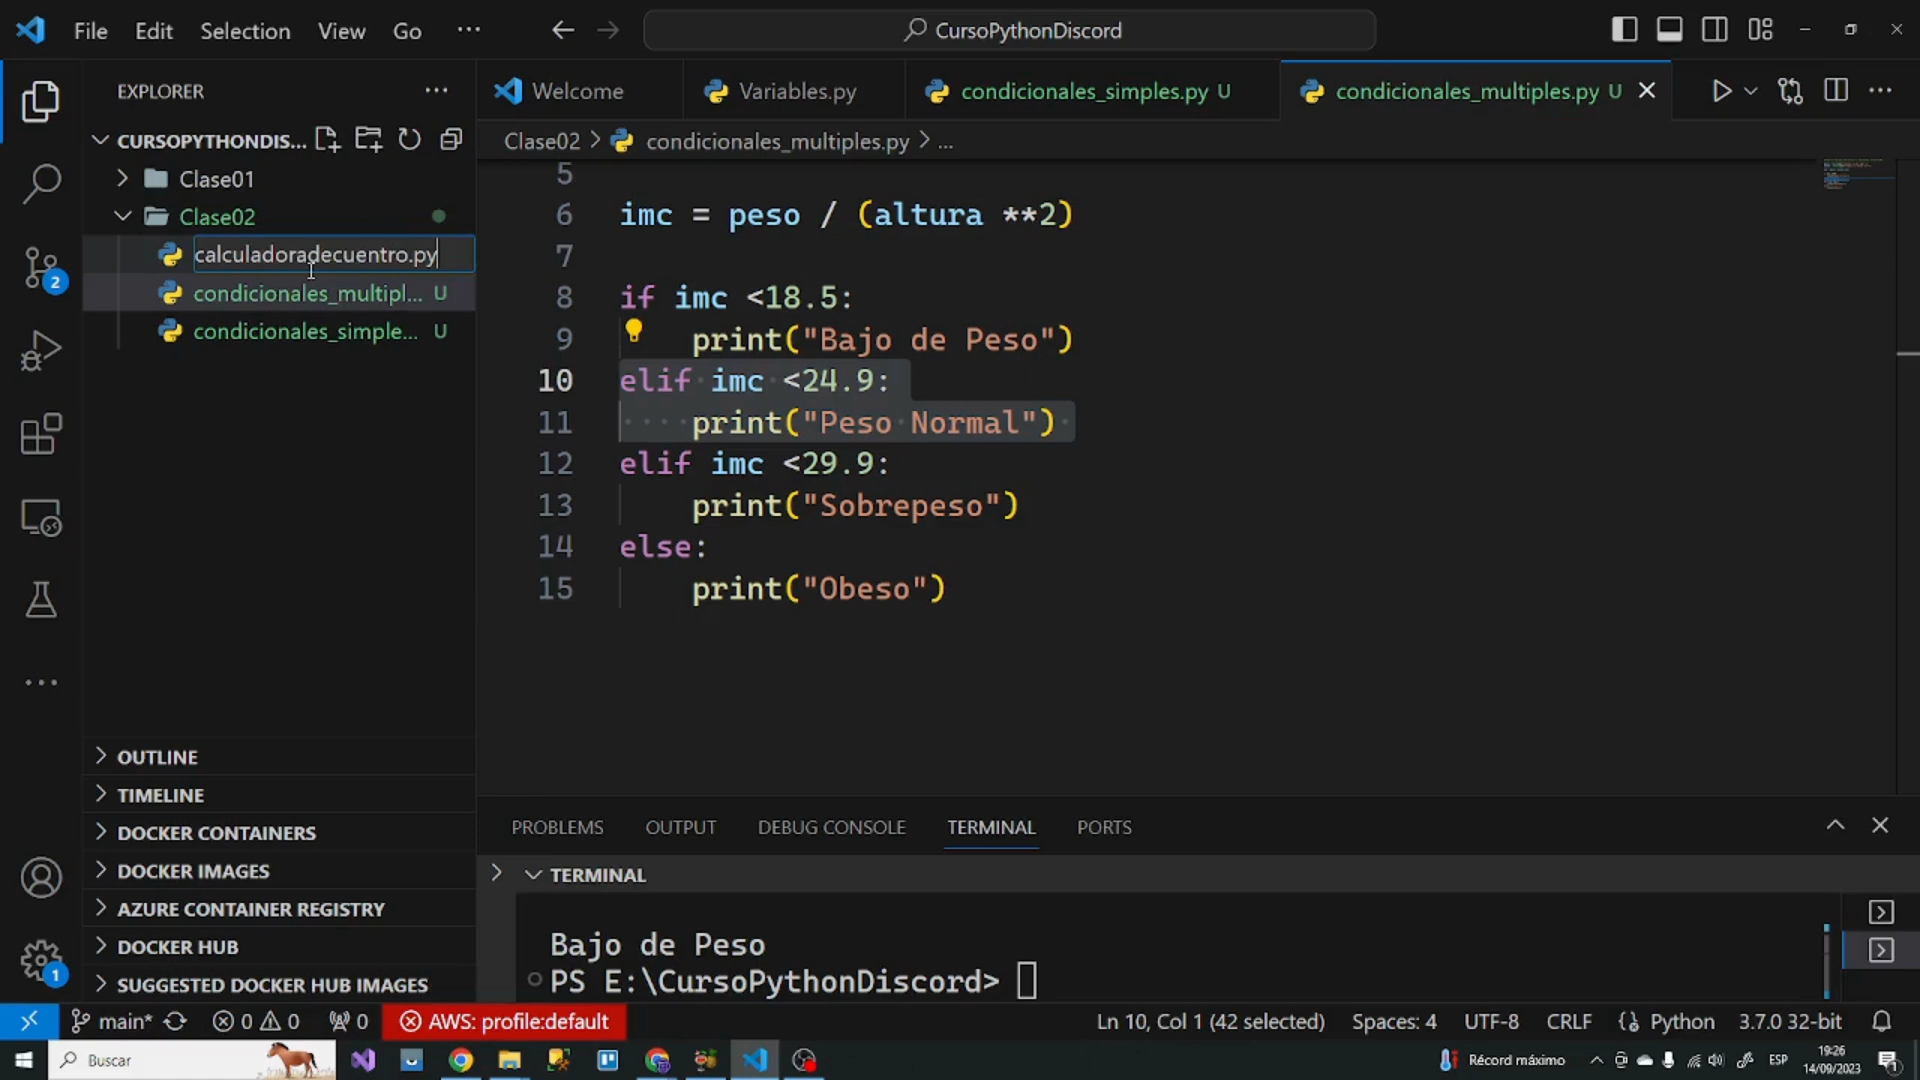 File Edit Selection View Go ··· CursoPythonDiscord
EXPLORER ···
CURSOPYTHONDIS...
Clase01
Clase02
calculadoradecuentro.py
condicionales_multipl... U
condicionales_simple... U
OUTLINE
TIMELINE
DOCKER CONTAINERS
DOCKER IMAGES
AZURE CONTAINER REGISTRY
DOCKER HUB
SUGGESTED DOCKER HUB IMAGES
2
1
Welcome Variables.py condicionales_simples.py U condicionales_multiples.py U
Clase02 > condicionales_multiples.py > ...
5
6 imc = peso / (altura **2)
7
8 if imc <18.5:
9 print("Bajo de Peso")
10 elif imc <24.9:
11 print("Peso Normal")
12 elif imc <29.9:
13 print("Sobrepeso")
14 else:
15 print("Obeso")
PROBLEMS OUTPUT DEBUG CONSOLE TERMINAL PORTS
TERMINAL
Bajo de Peso
PS E:\CursoPythonDiscord>
main* 0 0 0 AWS: profile:default Ln 10, Col 1 (42 selected) Spaces: 4 UTF-8 CRLF Python 3.7.0 32-bit
Buscar Récord máximo ESP 19:26
14/09/2023
1